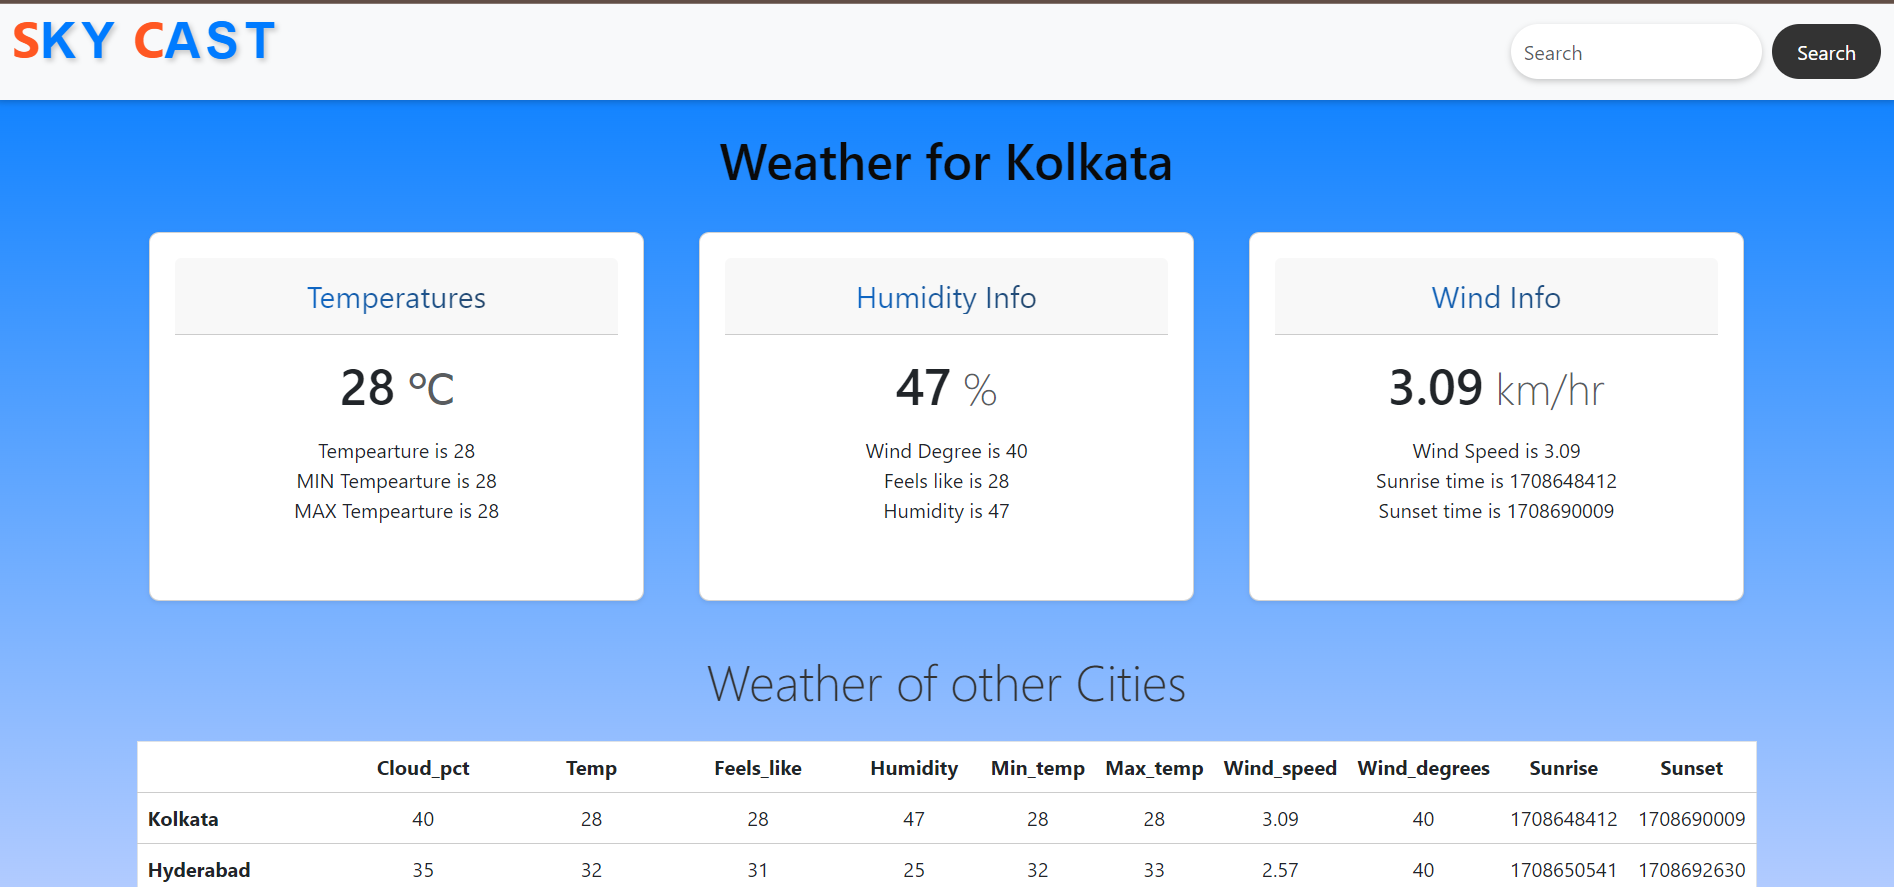 SKY CAST
Search
Search
Weather for Kolkata
Temperatures
28 °C
Tempearture is 28
MIN Tempearture is 28
MAX Tempearture is 28
Humidity Info
47 %
Wind Degree is 40
Feels like is 28
Humidity is 47
Wind Info
3.09 km/hr
Wind Speed is 3.09
Sunrise time is 1708648412
Sunset time is 1708690009
Weather of other Cities
Cloud_pct Temp Feels_like Humidity Min_temp Max_temp Wind_speed Wind_degrees Sunrise Sunset
Kolkata 40 28 28 47 28 28 3.09 40 1708648412 1708690009
Hyderabad 35 32 31 25 32 33 2.57 40 1708650541 1708692630